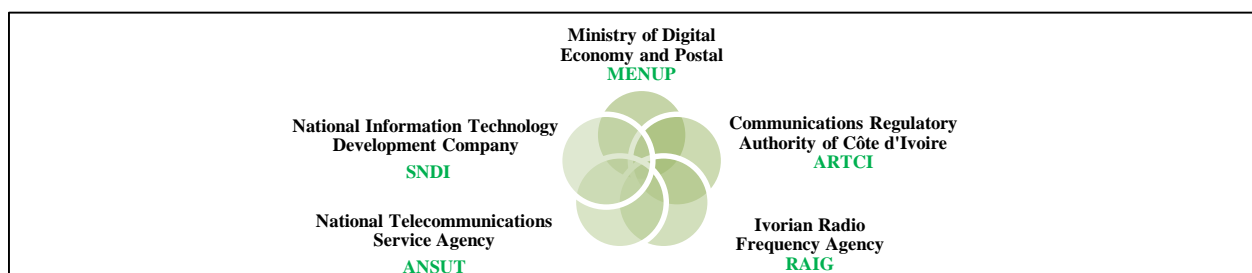 Ministry of Digital
Economy and Postal
MENUP
National Information Technology
Development Company
SNDI
Communications Regulatory
Authority of Côte d'Ivoire
ARTCI
National Telecommunications
Service Agency
ANSUT
Ivorian Radio
Frequency Agency
RAIG